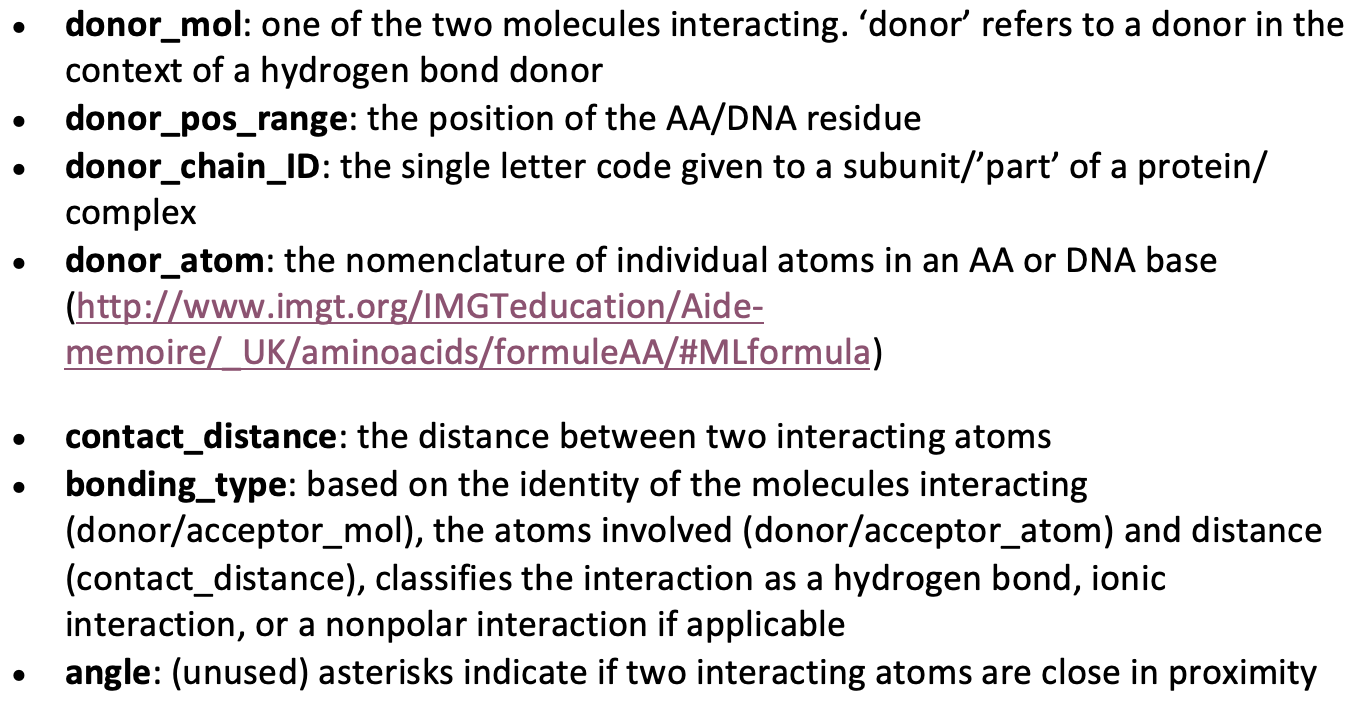 • donor_mol: one of the two molecules interacting. ‘donor’ refers to a donor in the
context of a hydrogen bond donor
• donor_pos_range: the position of the AA/DNA residue
• donor_chain_ID: the single letter code given to a subunit/’part’ of a protein/
complex
• donor_atom: the nomenclature of individual atoms in an AA or DNA base
(http://www.imgt.org/IMGTeducation/Aide-
memoire/_UK/aminoacids/formuleAA/#MLformula)
• contact_distance: the distance between two interacting atoms
• bonding_type: based on the identity of the molecules interacting
(donor/acceptor_mol), the atoms involved (donor/acceptor_atom) and distance
(contact_distance), classifies the interaction as a hydrogen bond, ionic
interaction, or a nonpolar interaction if applicable
• angle: (unused) asterisks indicate if two interacting atoms are close in proximity